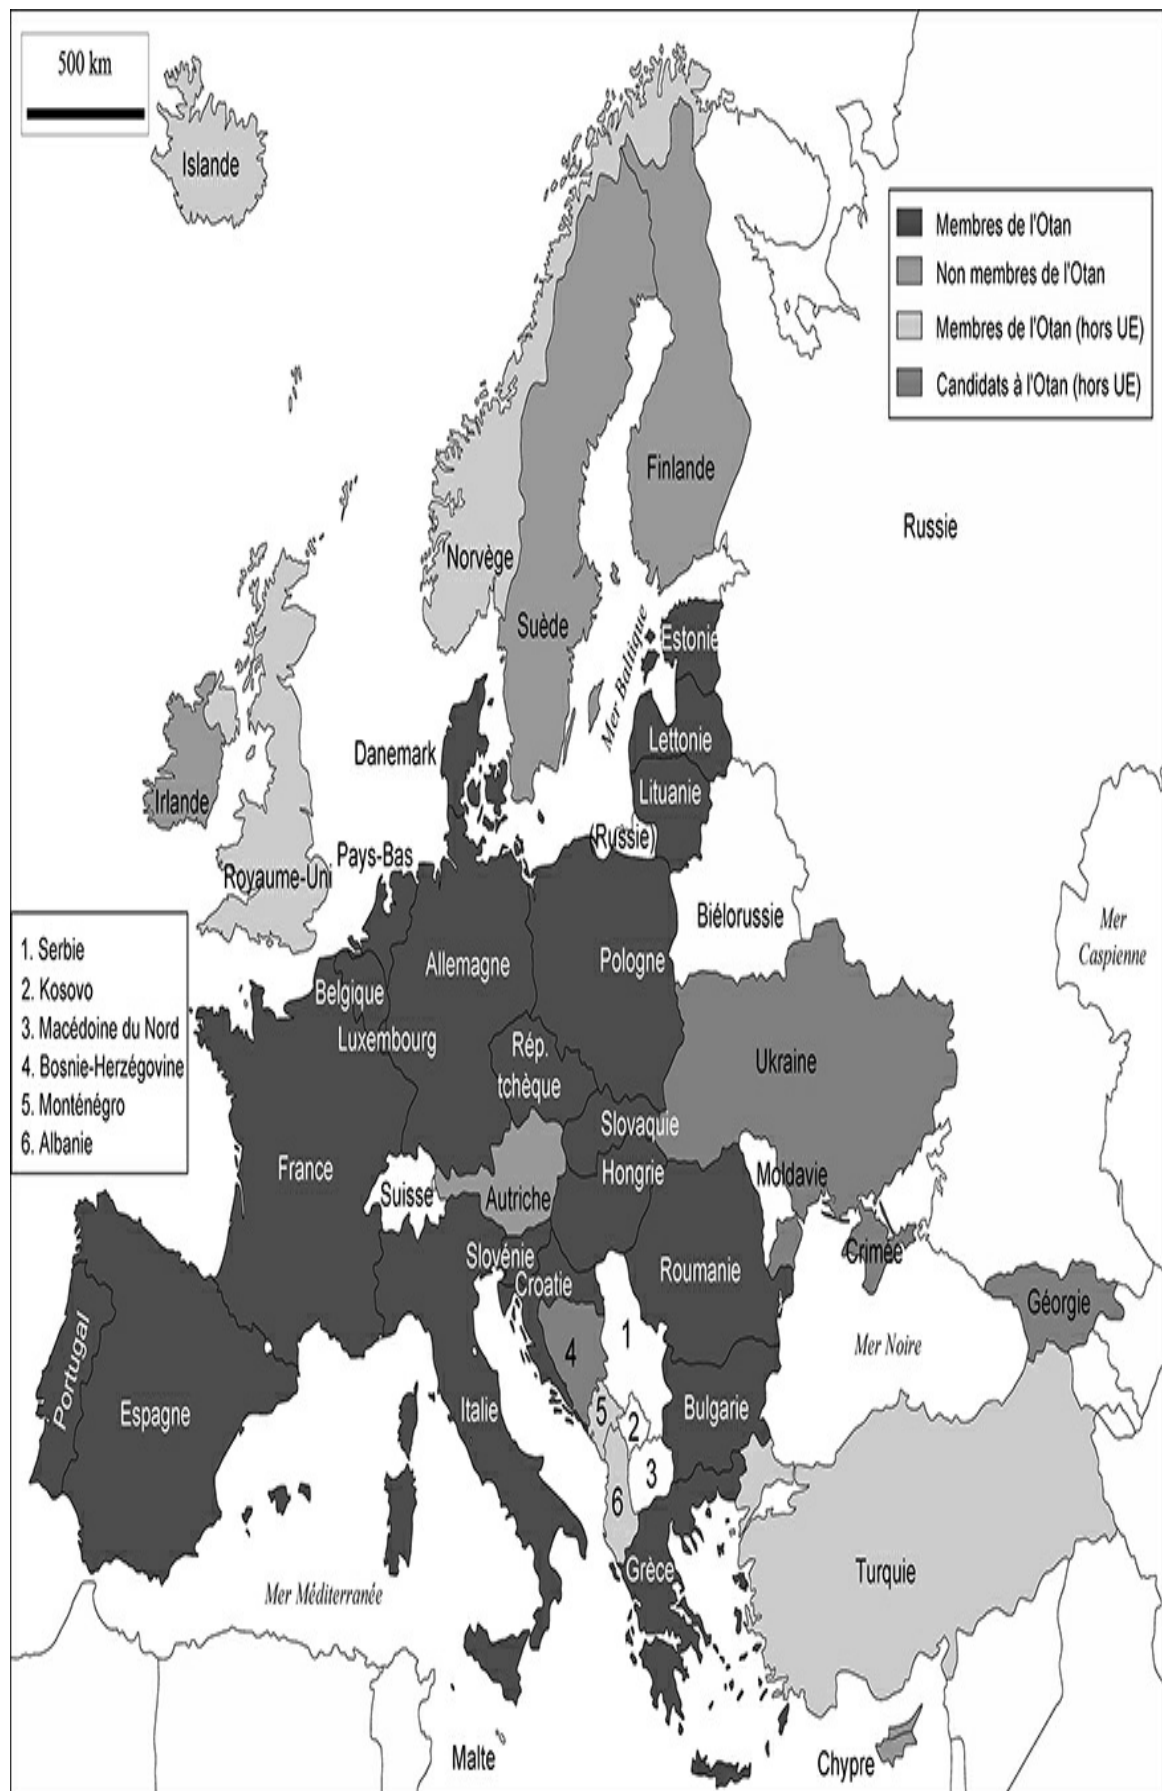 500 km
Islande
Membres de l'Otan
Non membres de l'Otan
Membres de l'Otan (hors UE)
Candidats à l'Otan (hors UE)
Finlande
Russie
Norvège
Suède
Mer Baltique
Estonie
Lettonie
Danemark
Lituanie
Irlande
(Russie)
Pays-Bas
Royaume-Uni
Biélorussie
Mer
Caspienne
1. Serbie
2. Kosovo
3. Macédoine du Nord
4. Bosnie-Herzégovine
5. Monténégro
6. Albanie
Allemagne
Pologne
Belgique
Luxembourg
Rép.
tchèque
Ukraine
Slovaquie
France
Hongrie
Moldavie
Suisse
Autriche
Slovénie
Croatie
Roumanie
Crimée
Géorgie
1
4
Mer Noire
Portugal
Espagne
Italie
5
2
Bulgarie
3
6
Grèce
Turquie
Mer Méditerranée
Malte
Chypre